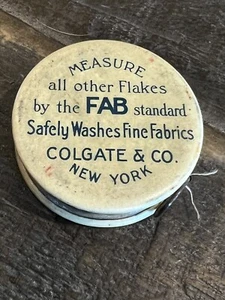 MEASURE
all other Flakes
by the FAB standard
Safely Washes Fine Fabrics
COLGATE & CO.
NEW YORK